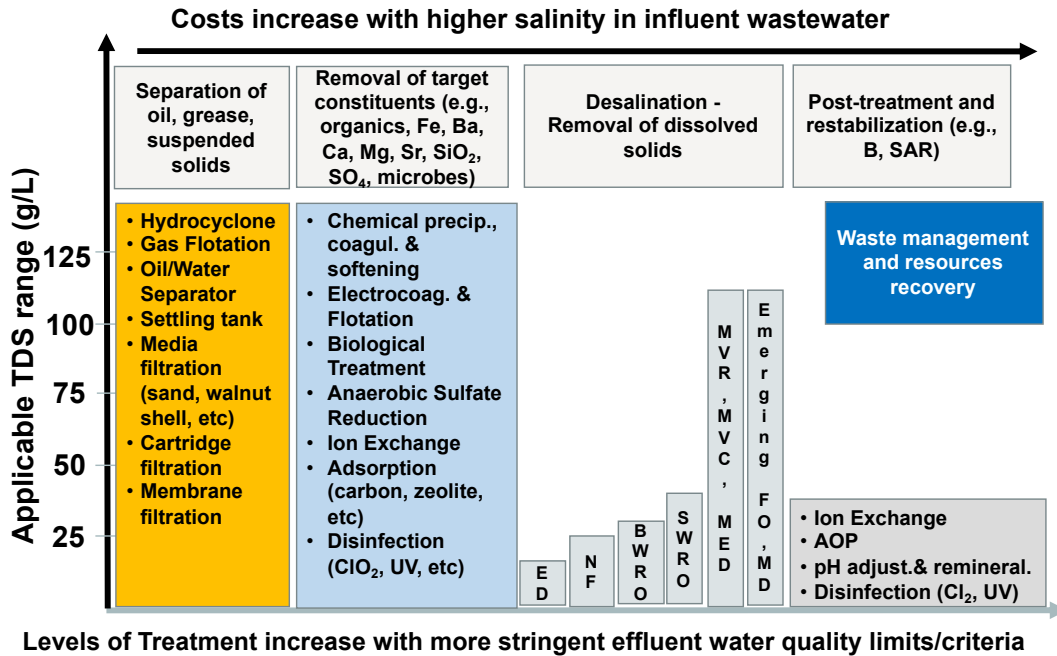 Costs increase with higher salinity in influent wastewater
Separation of
oil, grease,
suspended
solids
Removal of target
constituents (e.g.,
organics, Fe, Ba,
Ca, Mg, Sr, SiO₂,
SO₄, microbes)
Desalination -
Removal of dissolved
solids
Post-treatment and
restabilization (e.g.,
B, SAR)
Applicable TDS range (g/L)
125
100
75
50
25
• Hydrocyclone
• Gas Flotation
• Oil/Water
Separator
• Settling tank
• Media
filtration
(sand, walnut
shell, etc)
• Cartridge
filtration
• Membrane
filtration
• Chemical precip.,
coagul. &
softening
• Electrocoag. &
Flotation
• Biological
Treatment
• Anaerobic Sulfate
Reduction
• Ion Exchange
• Adsorption
(carbon, zeolite,
etc)
• Disinfection
(ClO₂, UV, etc)
ED
NF
BWRO
SWRO
MVR, MVC, MED
Emerging FO, MD
Waste management
and resources
recovery
• Ion Exchange
• AOP
• pH adjust.& remineral.
• Disinfection (Cl₂, UV)
Levels of Treatment increase with more stringent effluent water quality limits/criteria